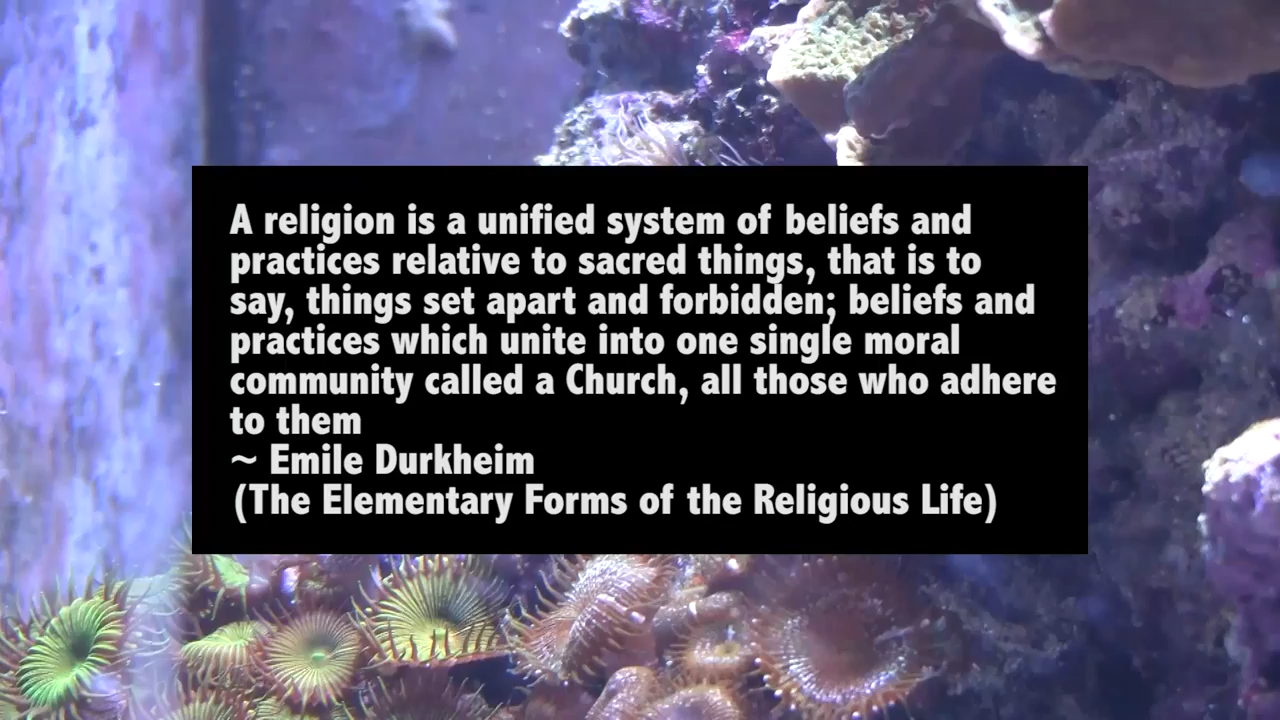 A religion is a unified system of beliefs and
practices relative to sacred things, that is to
say, things set apart and forbidden; beliefs and
practices which unite into one single moral
community called a Church, all those who adhere
to them
~ Emile Durkheim
(The Elementary Forms of the Religious Life)